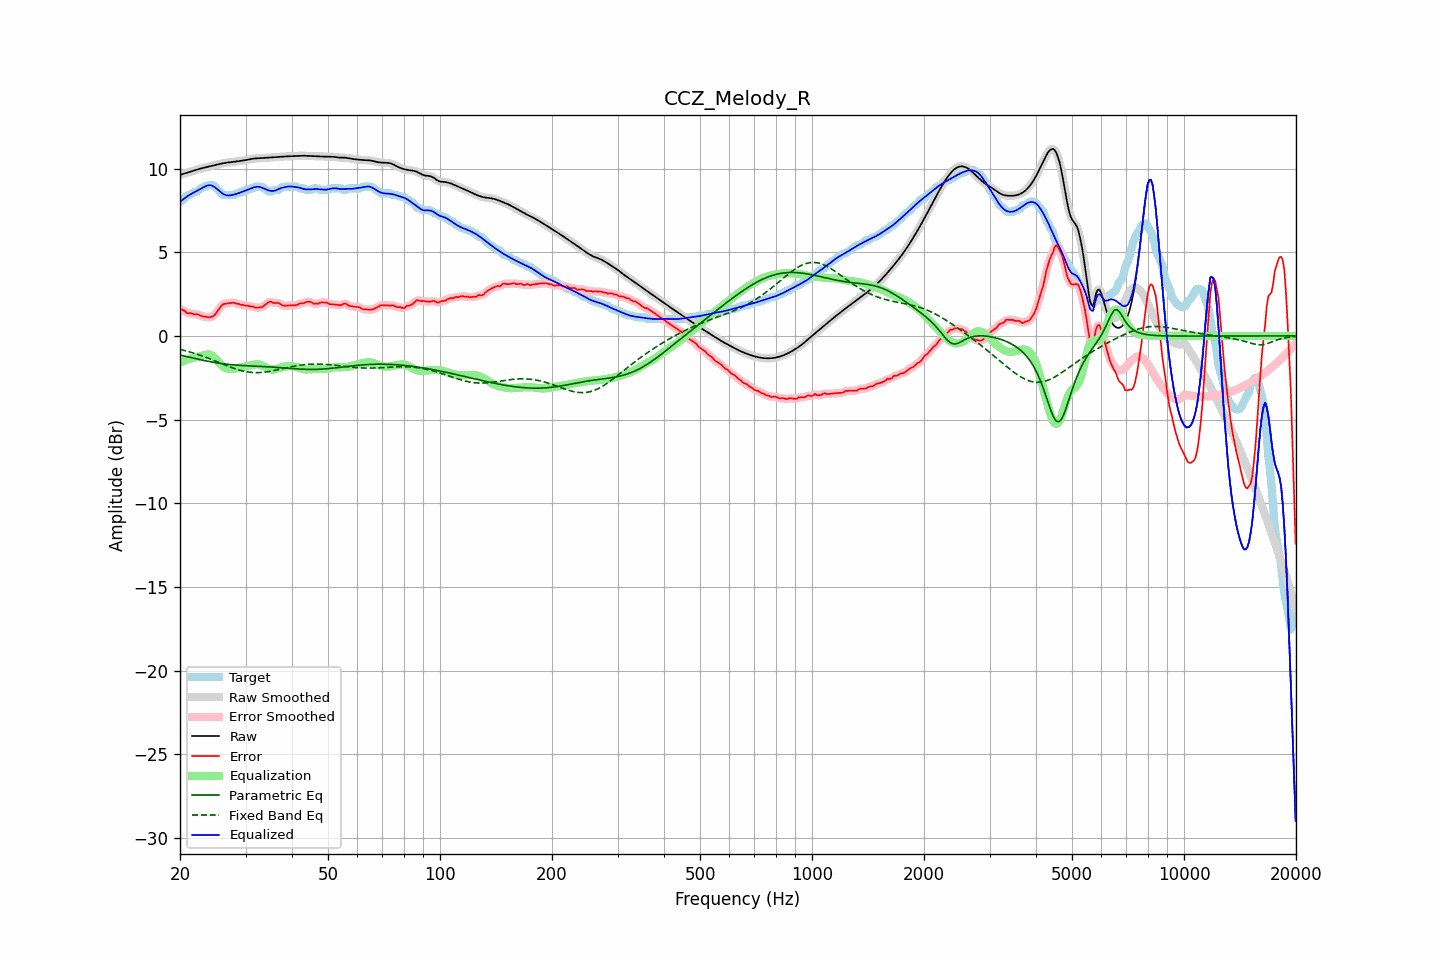 CCZ_Melody_R
Amplitude (dBr)
10
5
0
−5
−10
−15
−20
−25
−30
Target
Raw Smoothed
Error Smoothed
Raw
Error
Equalization
Parametric Eq
Fixed Band Eq
Equalized
20 50 100 200 500 1000 2000 5000 10000 20000
Frequency (Hz)